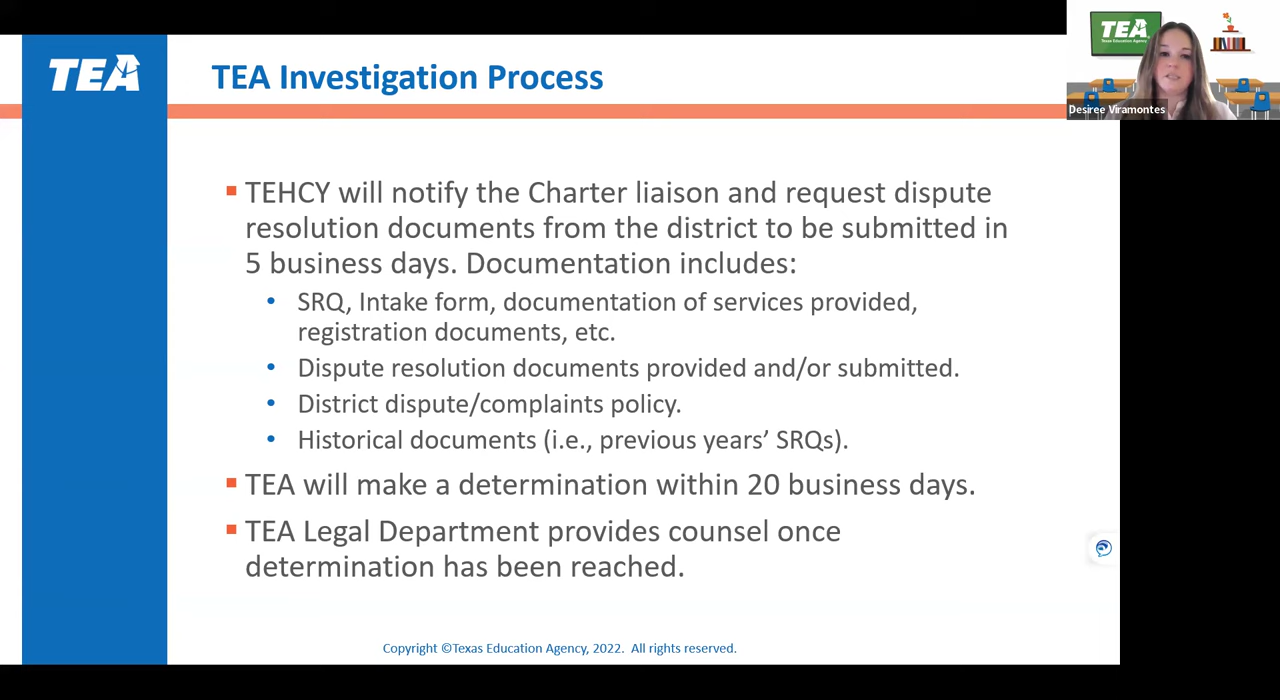 TEA
TEA Investigation Process
TEA
Texas Education Agency
Desiree Viramontes
▪ TEHCY will notify the Charter liaison and request dispute
resolution documents from the district to be submitted in
5 business days. Documentation includes:
• SRQ, Intake form, documentation of services provided,
registration documents, etc.
• Dispute resolution documents provided and/or submitted.
• District dispute/complaints policy.
• Historical documents (i.e., previous years’ SRQs).
▪ TEA will make a determination within 20 business days.
▪ TEA Legal Department provides counsel once
determination has been reached.
Copyright ©Texas Education Agency, 2022. All rights reserved.